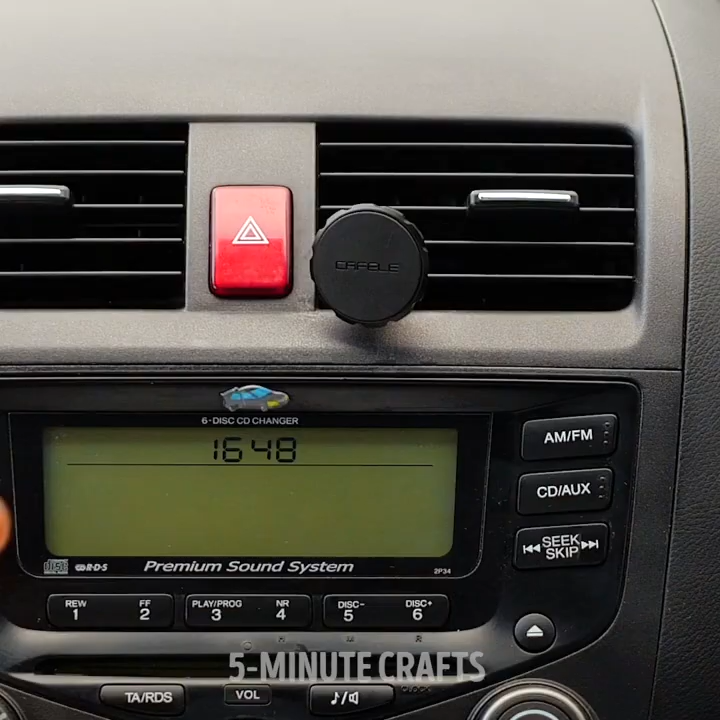 CAFELE
6-DISC CD CHANGER
1648
AM/FM
CD/AUX
SEEK
SKIP
R·D·S
Premium Sound System
2P34
REW
1
FF
2
PLAY/PROG
3
NR
4
DISC-
5
DISC+
6
H
M
R
5-MINUTE CRAFTS
TA/RDS
VOL
CLOCK